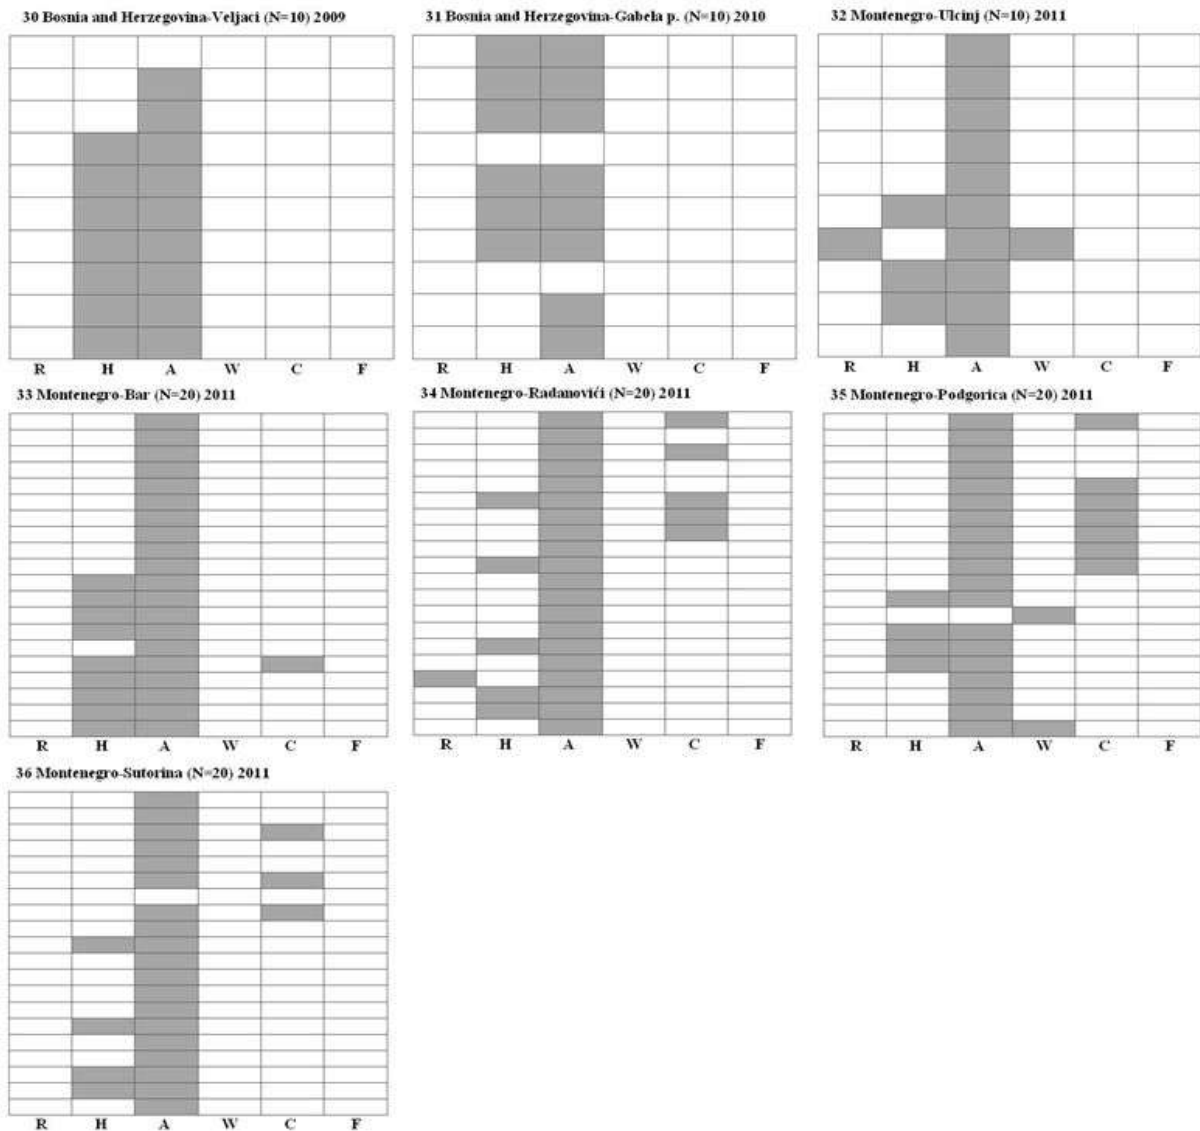 30 Bosnia and Herzegovina-Veljaci (N=10) 2009
31 Bosnia and Herzegovina-Gabela p. (N=10) 2010
32 Montenegro-Ulcinj (N=10) 2011
R H A W C F
R H A W C F
R H A W C F
33 Montenegro-Bar (N=20) 2011
34 Montenegro-Radanovići (N=20) 2011
35 Montenegro-Podgorica (N=20) 2011
R H A W C F
R H A W C F
R H A W C F
36 Montenegro-Sutorina (N=20) 2011
R H A W C F